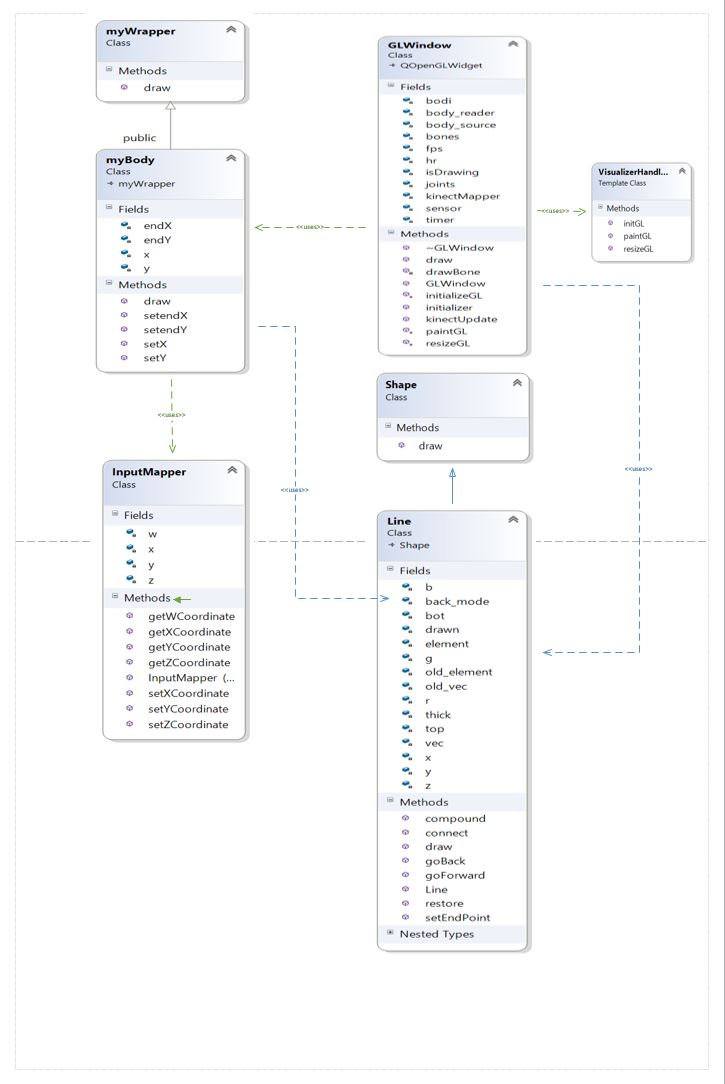 myWrapper
Class
Methods
draw
public
myBody
Class
myWrapper
Fields
endX
endY
x
y
Methods
draw
setendX
setendY
setX
setY
<<uses>>
InputMapper
Class
Fields
w
x
y
z
Methods
getWCoordinate
getXCoordinate
getYCoordinate
getZCoordinate
InputMapper (...
setXCoordinate
setYCoordinate
setZCoordinate
<<uses>>
<<uses>>
GLWindow
Class
QOpenGLWidget
Fields
bodi
body_reader
body_source
bones
fps
hr
isDrawing
joints
kinectMapper
sensor
timer
Methods
~GLWindow
draw
drawBone
GLWindow
initializeGL
initializer
kinectUpdate
paintGL
resizeGL
<<uses>>
VisualizerHandl...
Template Class
Methods
initGL
paintGL
resizeGL
<<uses>>
Shape
Class
Methods
draw
Line
Class
Shape
Fields
b
back_mode
bot
drawn
element
g
old_element
old_vec
r
thick
top
vec
x
y
z
Methods
compound
connect
draw
goBack
goForward
Line
restore
setEndPoint
Nested Types